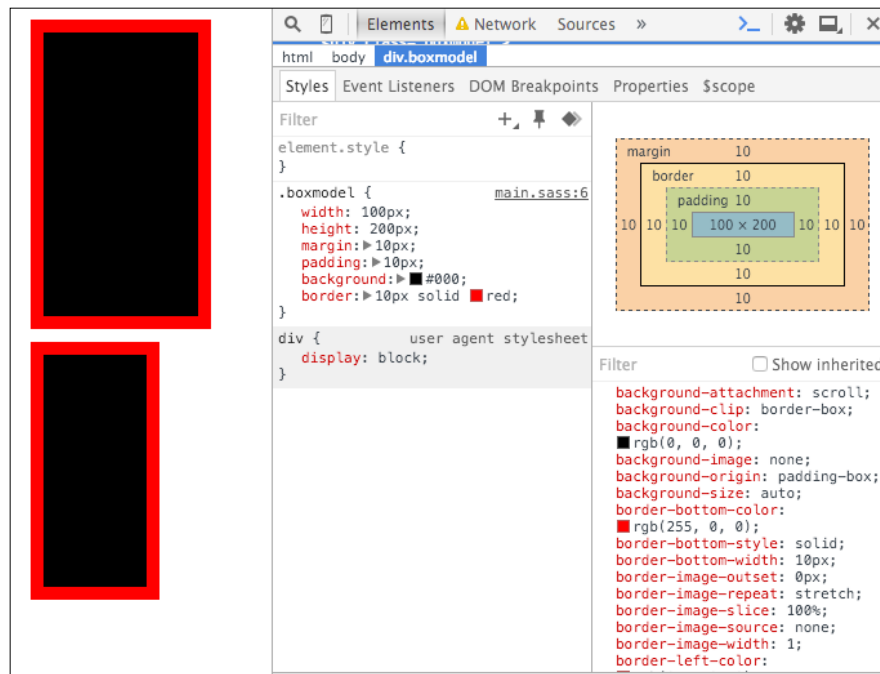 Elements Network Sources »
html body div.boxmodel
Styles Event Listeners DOM Breakpoints Properties $scope
Filter
element.style {
}
.boxmodel { main.sass:6
width: 100px;
height: 200px;
margin: 10px;
padding: 10px;
background: #000;
border: 10px solid red;
}
div { user agent stylesheet
display: block;
}
margin 10
border 10
padding 10
10 10 10 100 × 200 10 10 10
10
10
10
Filter Show inherited
background-attachment: scroll;
background-clip: border-box;
background-color:
rgb(0, 0, 0);
background-image: none;
background-origin: padding-box;
background-size: auto;
border-bottom-color:
rgb(255, 0, 0);
border-bottom-style: solid;
border-bottom-width: 10px;
border-image-outset: 0px;
border-image-repeat: stretch;
border-image-slice: 100%;
border-image-source: none;
border-image-width: 1;
border-left-color: